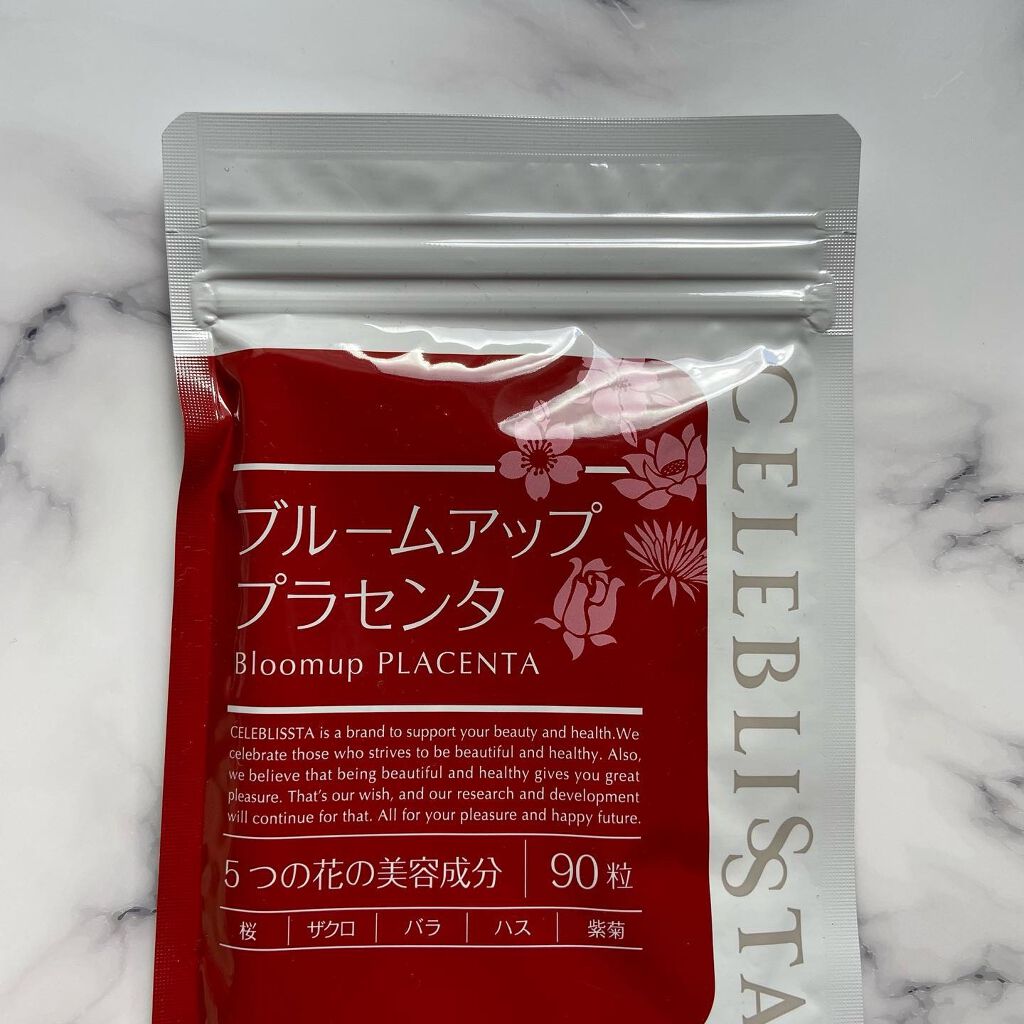 ブルームアップ
プラセンタ
Bloomup PLACENTA
CELEBLISSTA is a brand to support your beauty and health.We
celebrate those who strives to be beautiful and healthy. Also,
we believe that being beautiful and healthy gives you great
pleasure. That's our wish, and our research and development
will continue for that. All for your pleasure and happy future.
5つの花の美容成分 90粒
桜 ザクロ バラ ハス 紫菊
CELEBLISSTA